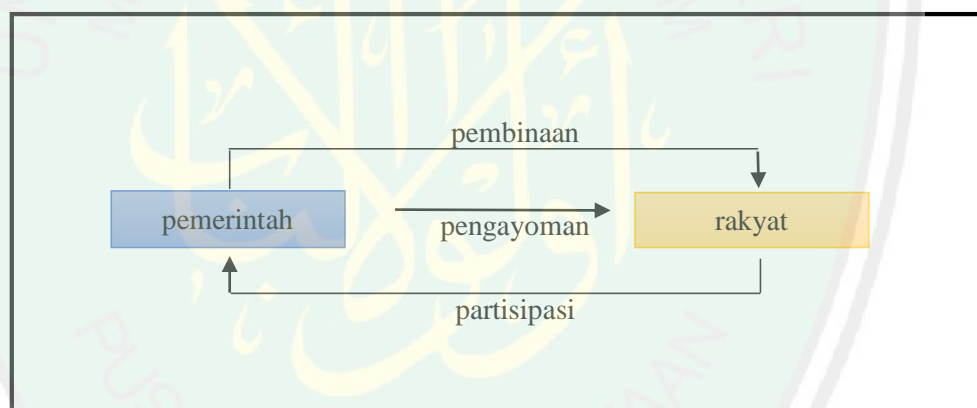 pembinaan
pemerintah
pengayoman
rakyat
partisipasi